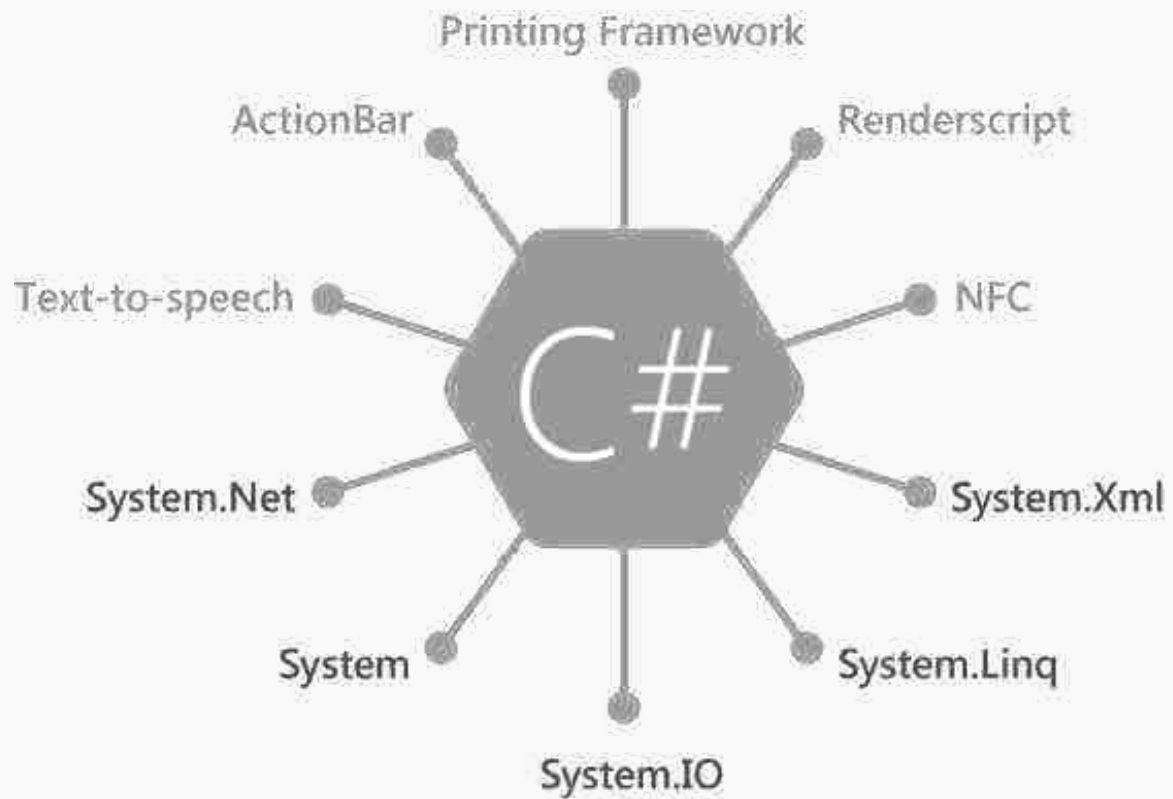 Printing Framework
ActionBar
Renderscript
Text-to-speech
NFC
C#
System.Net
System.Xml
System
System.Linq
System.IO